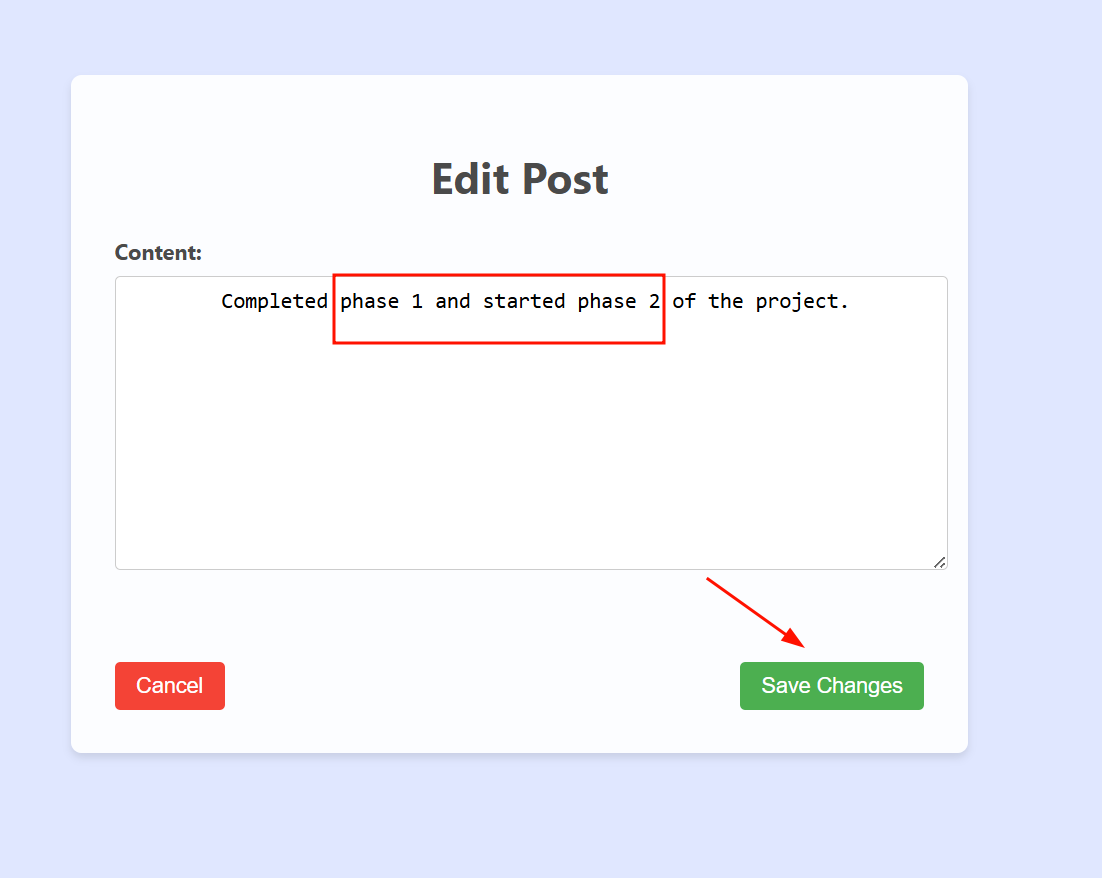 Edit Post
Content:
Completed phase 1 and started phase 2 of the project.
Cancel
Save Changes